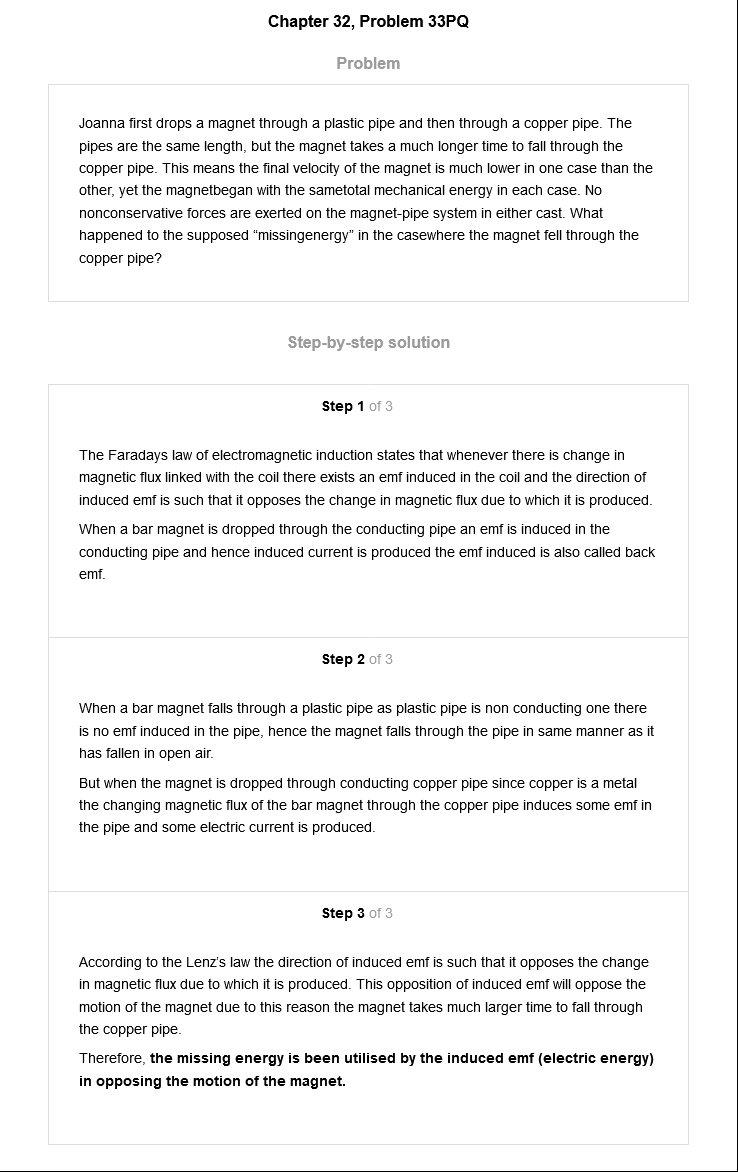 Chapter 32, Problem 33PQ
Problem
Joanna first drops a magnet through a plastic pipe and then through a copper pipe. The
pipes are the same length, but the magnet takes a much longer time to fall through the
copper pipe. This means the final velocity of the magnet is much lower in one case than the
other, yet the magnetbegan with the sametotal mechanical energy in each case. No
nonconservative forces are exerted on the magnet-pipe system in either cast. What
happened to the supposed “missingenergy” in the casewhere the magnet fell through the
copper pipe?
Step-by-step solution
Step 1 of 3
The Faradays law of electromagnetic induction states that whenever there is change in
magnetic flux linked with the coil there exists an emf induced in the coil and the direction of
induced emf is such that it opposes the change in magnetic flux due to which it is produced.
When a bar magnet is dropped through the conducting pipe an emf is induced in the
conducting pipe and hence induced current is produced the emf induced is also called back
emf.
Step 2 of 3
When a bar magnet falls through a plastic pipe as plastic pipe is non conducting one there
is no emf induced in the pipe, hence the magnet falls through the pipe in same manner as it
has fallen in open air.
But when the magnet is dropped through conducting copper pipe since copper is a metal
the changing magnetic flux of the bar magnet through the copper pipe induces some emf in
the pipe and some electric current is produced.
Step 3 of 3
According to the Lenz’s law the direction of induced emf is such that it opposes the change
in magnetic flux due to which it is produced. This opposition of induced emf will oppose the
motion of the magnet due to this reason the magnet takes much larger time to fall through
the copper pipe.
Therefore, the missing energy is been utilised by the induced emf (electric energy)
in opposing the motion of the magnet.